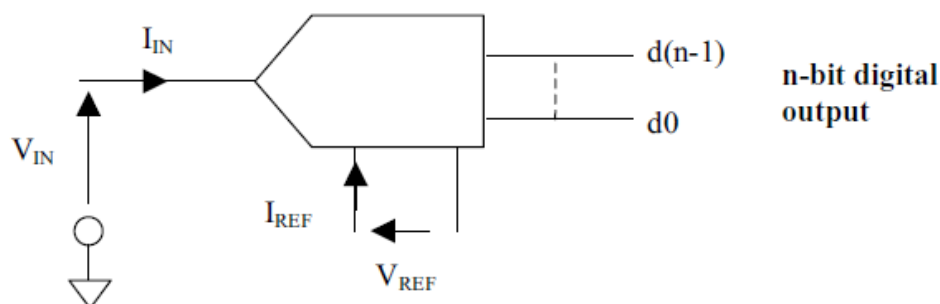 I_IN
d(n-1)
n-bit digital
output
d0
V_IN
I_REF
V_REF